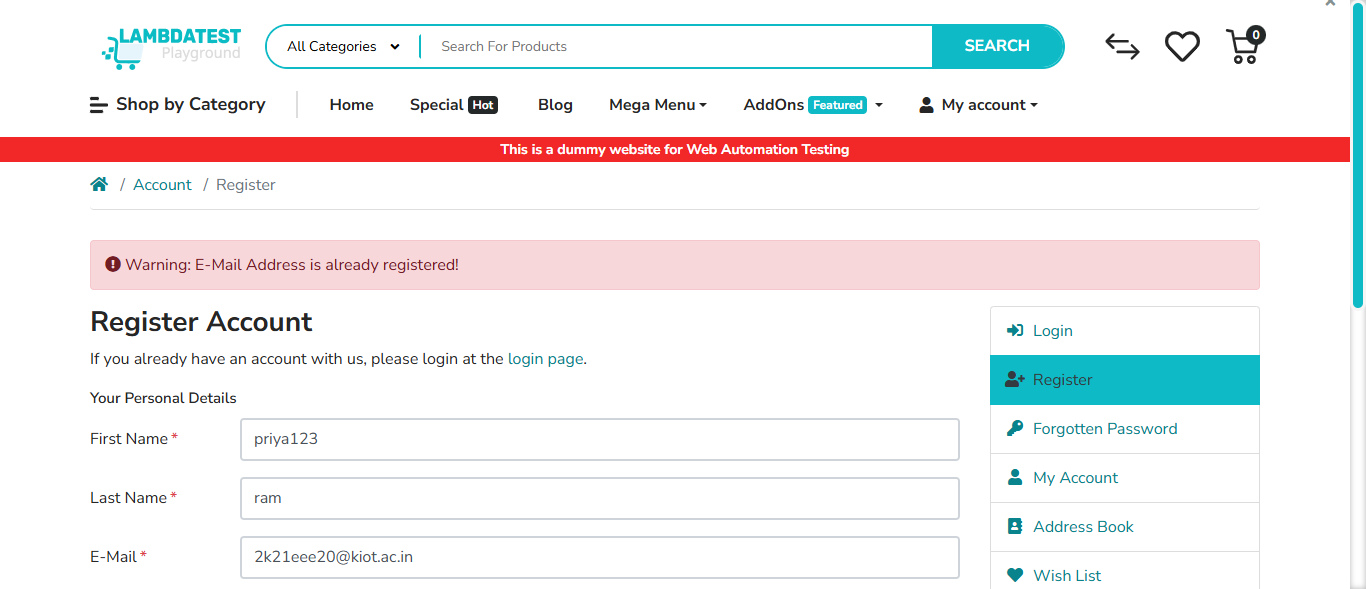 LAMBDATEST
Playground
All Categories
Search For Products
SEARCH
0
Shop by Category
Home
Special Hot
Blog
Mega Menu
AddOns Featured
My account
This is a dummy website for Web Automation Testing
/ Account / Register
Warning: E-Mail Address is already registered!
Register Account
If you already have an account with us, please login at the login page.
Your Personal Details
First Name *
priya123
Last Name *
ram
E-Mail *
2k21eee20@kiot.ac.in
Login
Register
Forgotten Password
My Account
Address Book
Wish List